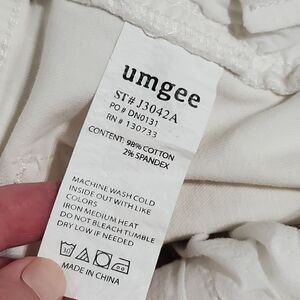 umgee
ST# J3042A
PO# DN0131
RN# 130733
CONTENT: 98% COTTON
2% SPANDEX
MACHINE WASH COLD
INSIDE OUT WITH LIKE
COLORS
IRON MEDIUM HEAT
DO NOT BLEACH TUMBLE
DRY LOW IF NEEDED
30
MADE IN CHINA